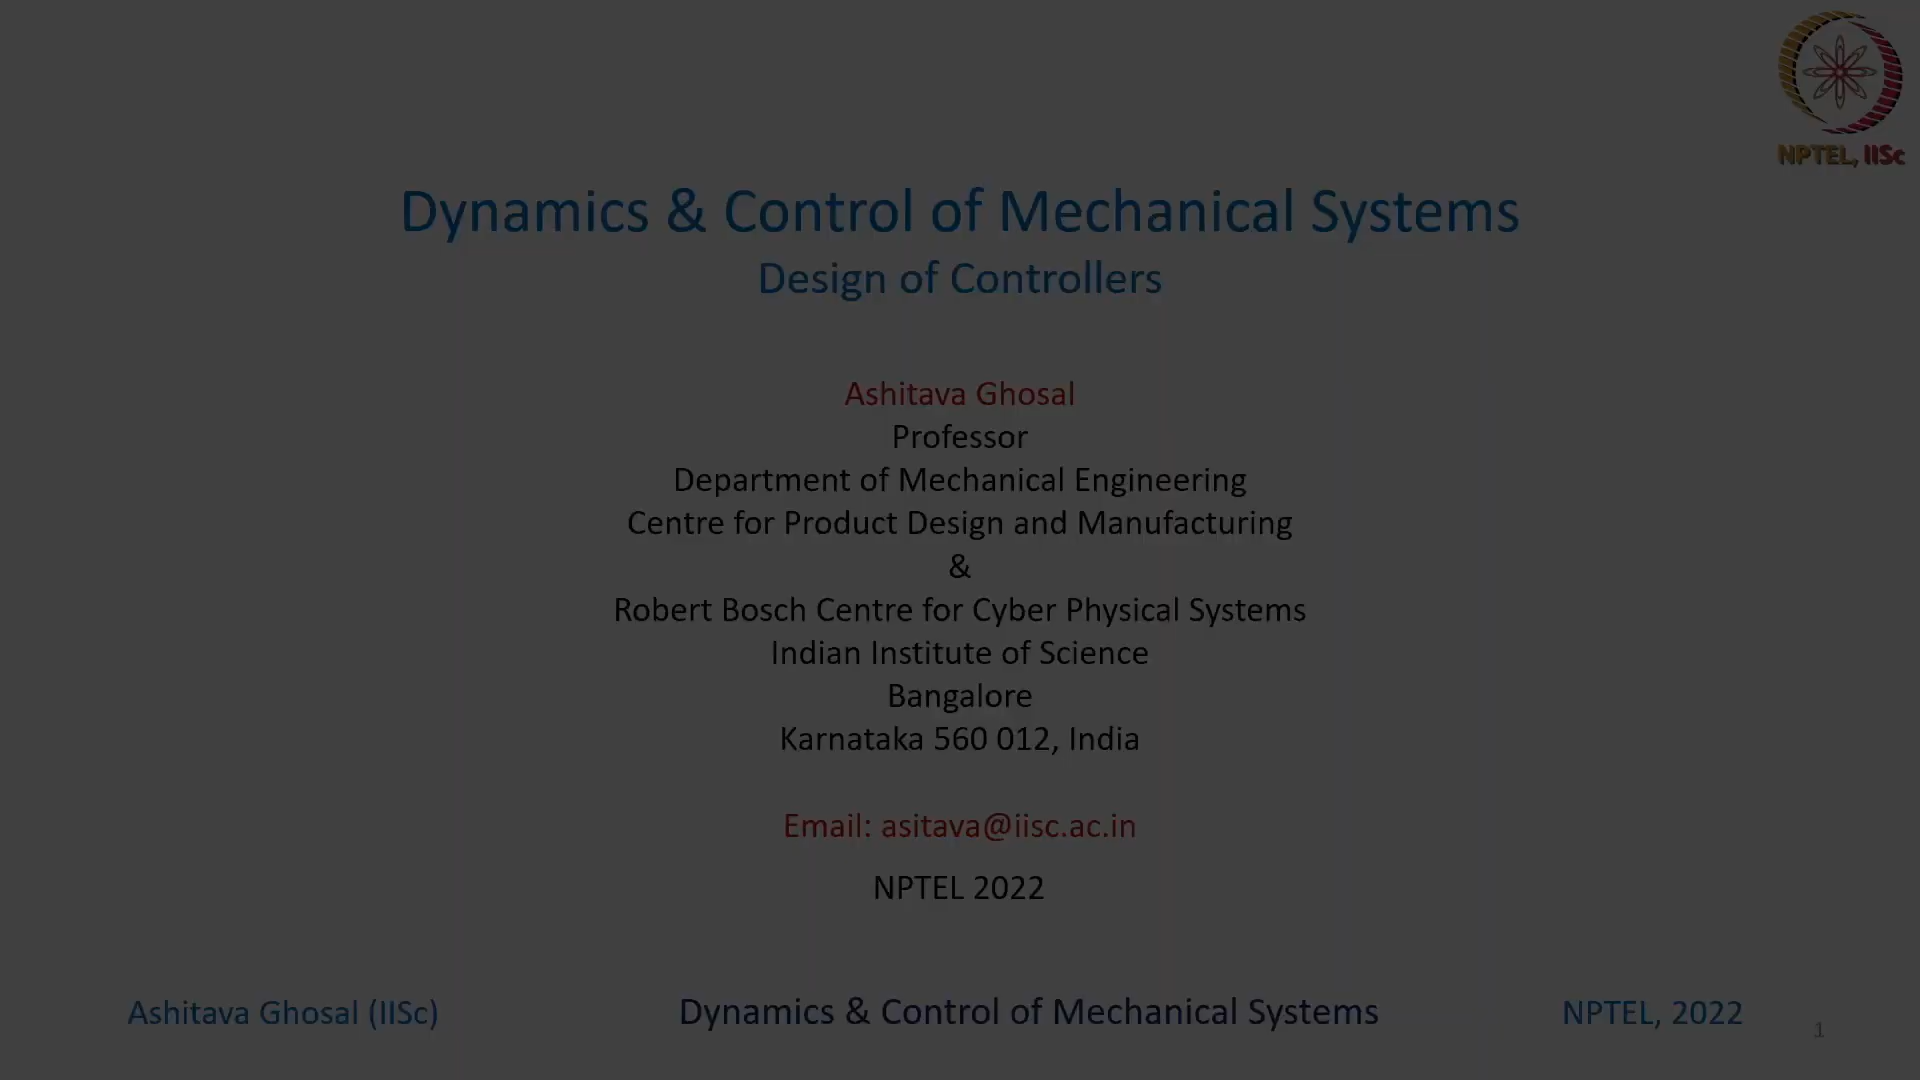 NPTEL, IISc
Dynamics & Control of Mechanical Systems
Design of Controllers
Ashitava Ghosal
Professor
Department of Mechanical Engineering
Centre for Product Design and Manufacturing
&
Robert Bosch Centre for Cyber Physical Systems
Indian Institute of Science
Bangalore
Karnataka 560 012, India
Email: asitava@iisc.ac.in
NPTEL 2022
Ashitava Ghosal (IISc)
Dynamics & Control of Mechanical Systems
NPTEL, 2022
1